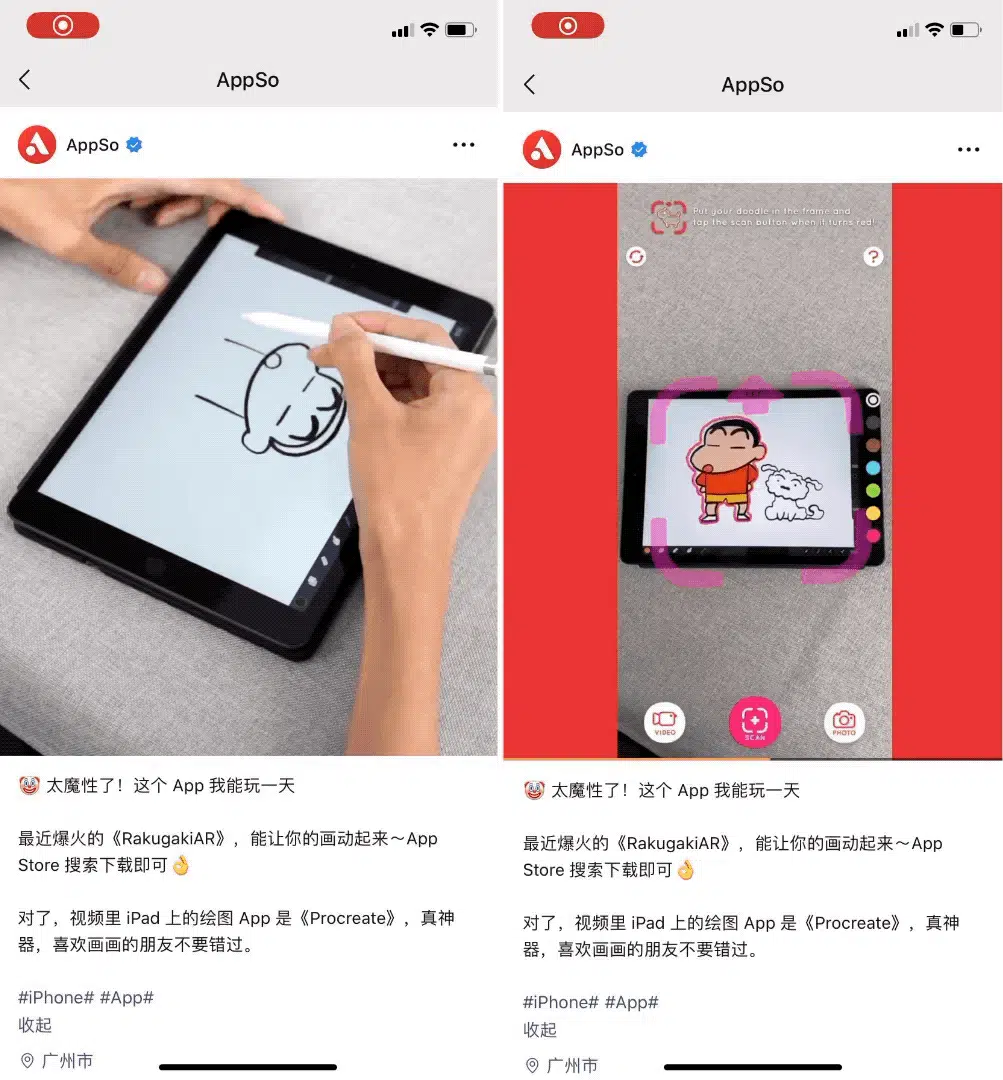 AppSo
AppSo
···
🤡 太魔性了！这个 App 我能玩一天
最近爆火的《RakugakiAR》，能让你的画动起来～App
Store 搜索下载即可👌
对了，视频里 iPad 上的绘图 App 是《Procreate》，真神
器，喜欢画画的朋友不要错过。
#iPhone# #App#
收起
广州市
AppSo
AppSo
···
Put your doodle in the frame and
tap the scan button when it turns red!
?
VIDEO
SCAN
PHOTO
🤡 太魔性了！这个 App 我能玩一天
最近爆火的《RakugakiAR》，能让你的画动起来～App
Store 搜索下载即可👌
对了，视频里 iPad 上的绘图 App 是《Procreate》，真神
器，喜欢画画的朋友不要错过。
#iPhone# #App#
收起
广州市